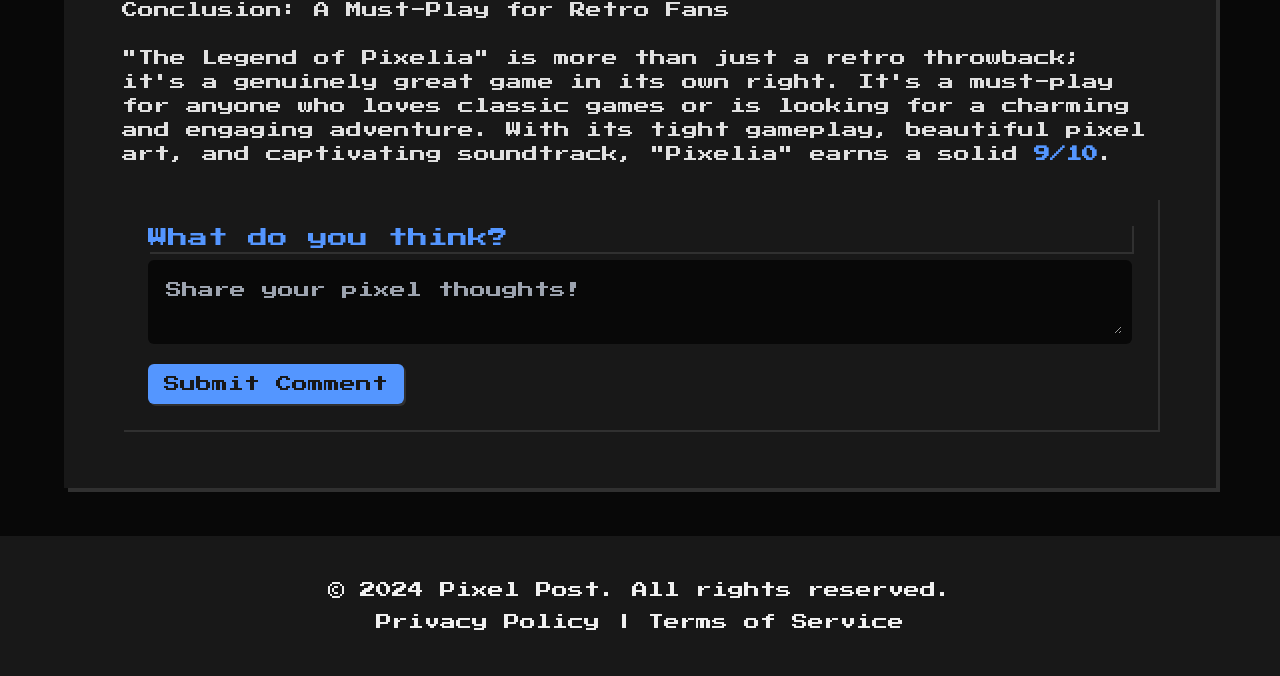 Conclusion: A Must-Play for Retro Fans
"The Legend of Pixelia" is more than just a retro throwback;
it's a genuinely great game in its own right. It's a must-play
for anyone who loves classic games or is looking for a charming
and engaging adventure. With its tight gameplay, beautiful pixel
art, and captivating soundtrack, "Pixelia" earns a solid 9/10.
What do you think?
Share your pixel thoughts!
Submit Comment
© 2024 Pixel Post. All rights reserved.
Privacy Policy | Terms of Service